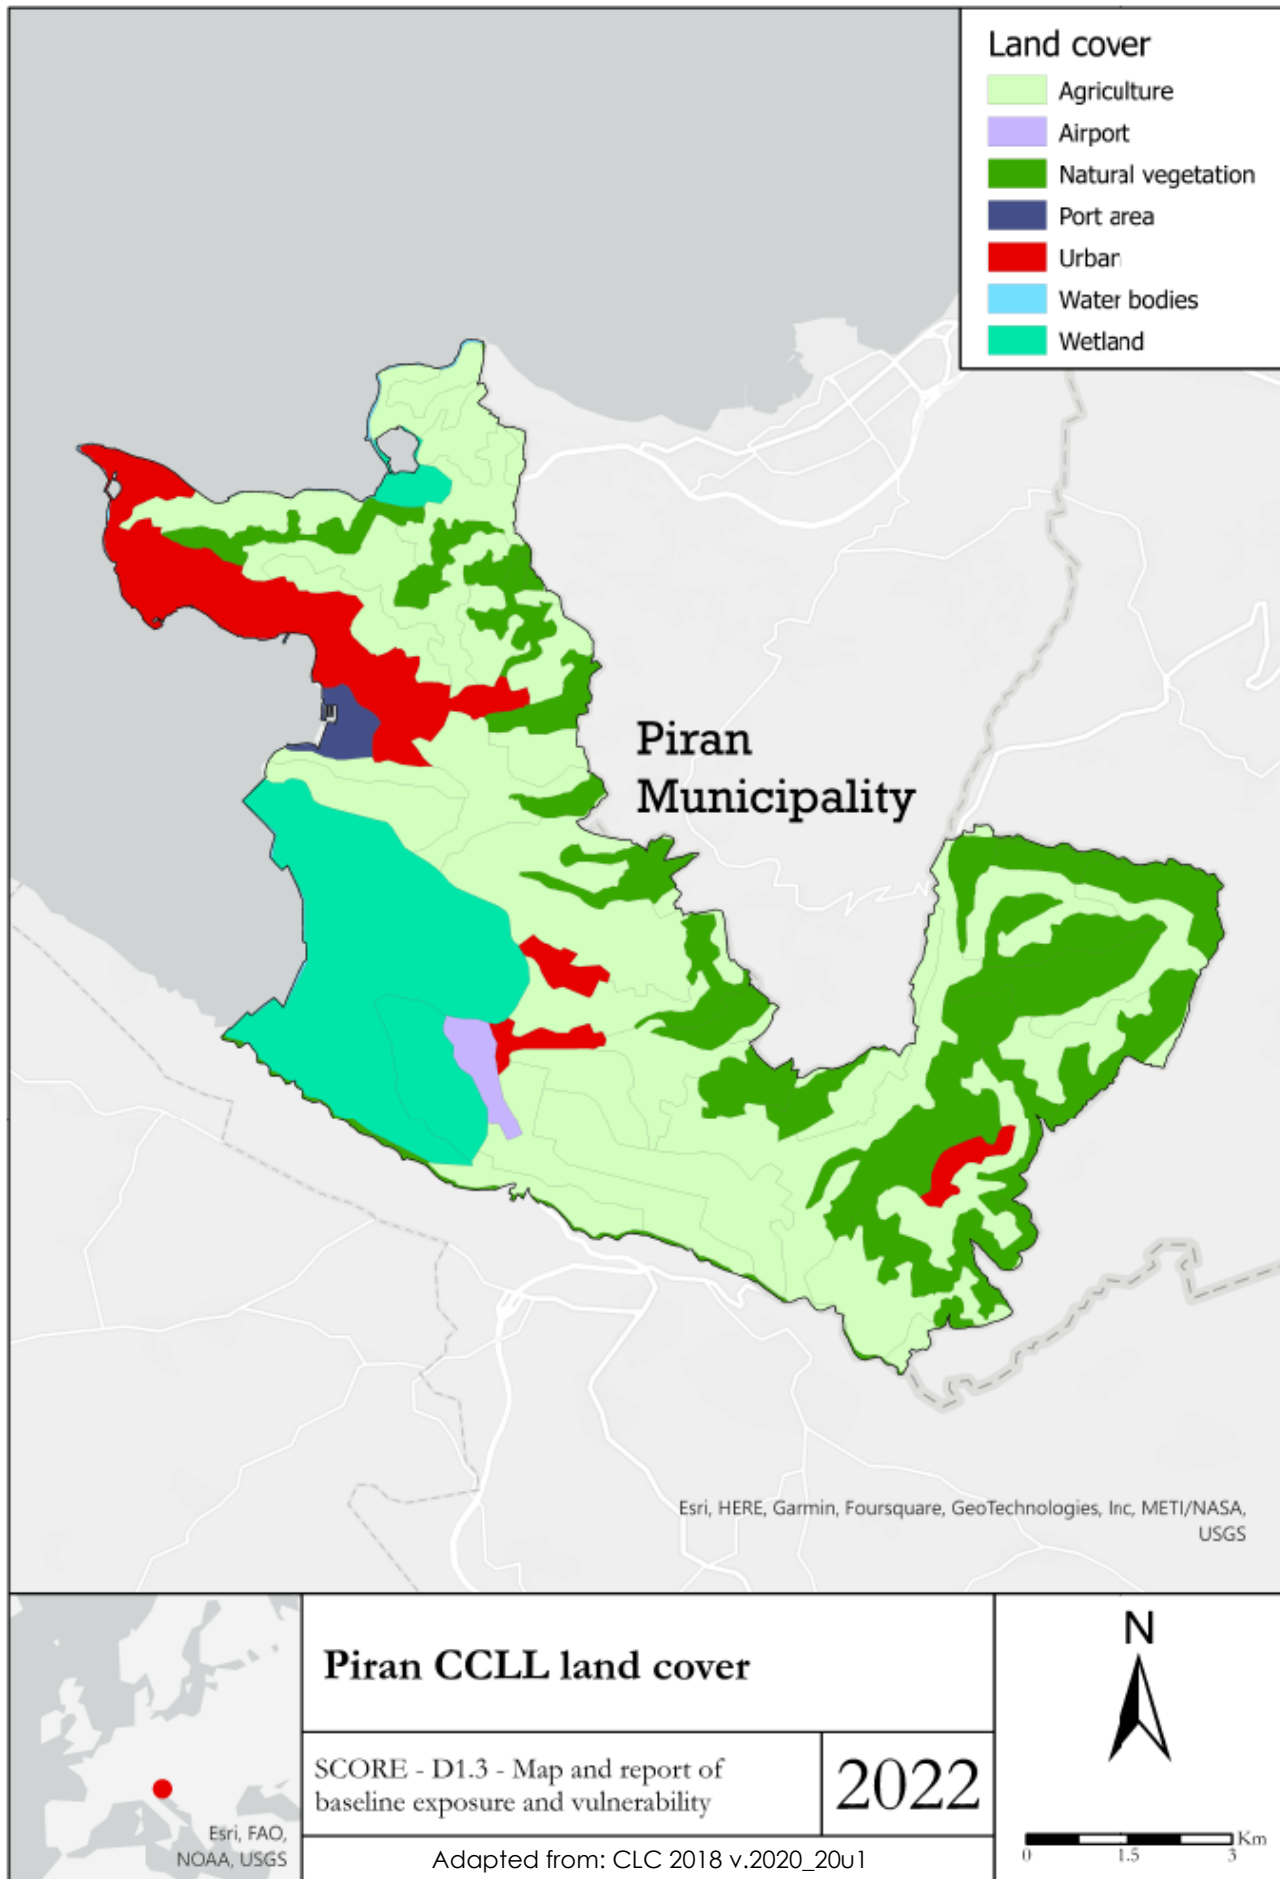 Land cover
Agriculture
Airport
Natural vegetation
Port area
Urban
Water bodies
Wetland
Piran
Municipality
Esri, HERE, Garmin, Foursquare, GeoTechnologies, Inc, METI/NASA,
USGS
Esri, FAO,
NOAA, USGS
Piran CCLL land cover
SCORE - D1.3 - Map and report of
baseline exposure and vulnerability
2022
Adapted from: CLC 2018 v.2020_20u1
N
Km
0 1.5 3